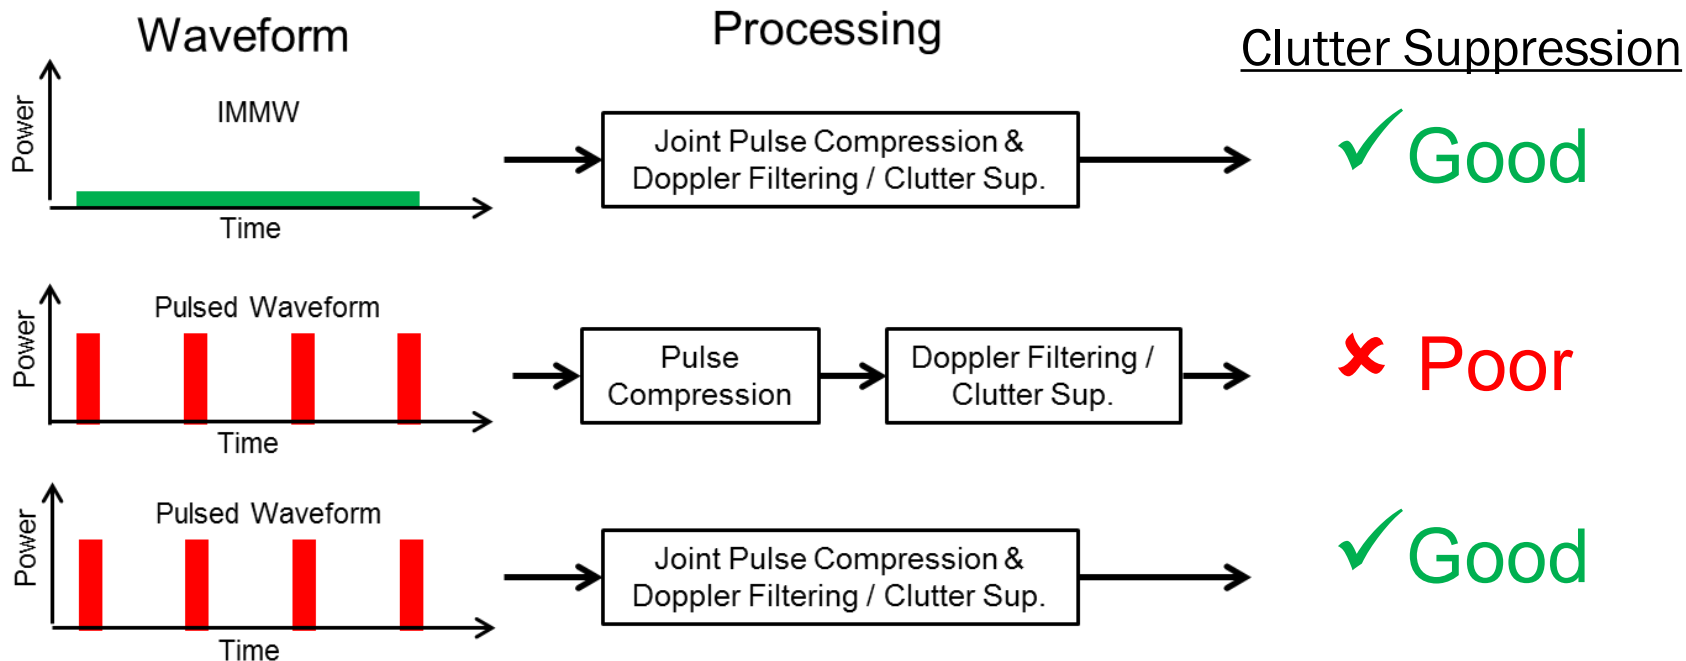 Waveform
Processing
Clutter Suppression
Power
IMMW
Time
Joint Pulse Compression &
Doppler Filtering / Clutter Sup.
Good
Power
Pulsed Waveform
Time
Pulse
Compression
Doppler Filtering /
Clutter Sup.
Poor
Power
Pulsed Waveform
Time
Joint Pulse Compression &
Doppler Filtering / Clutter Sup.
Good